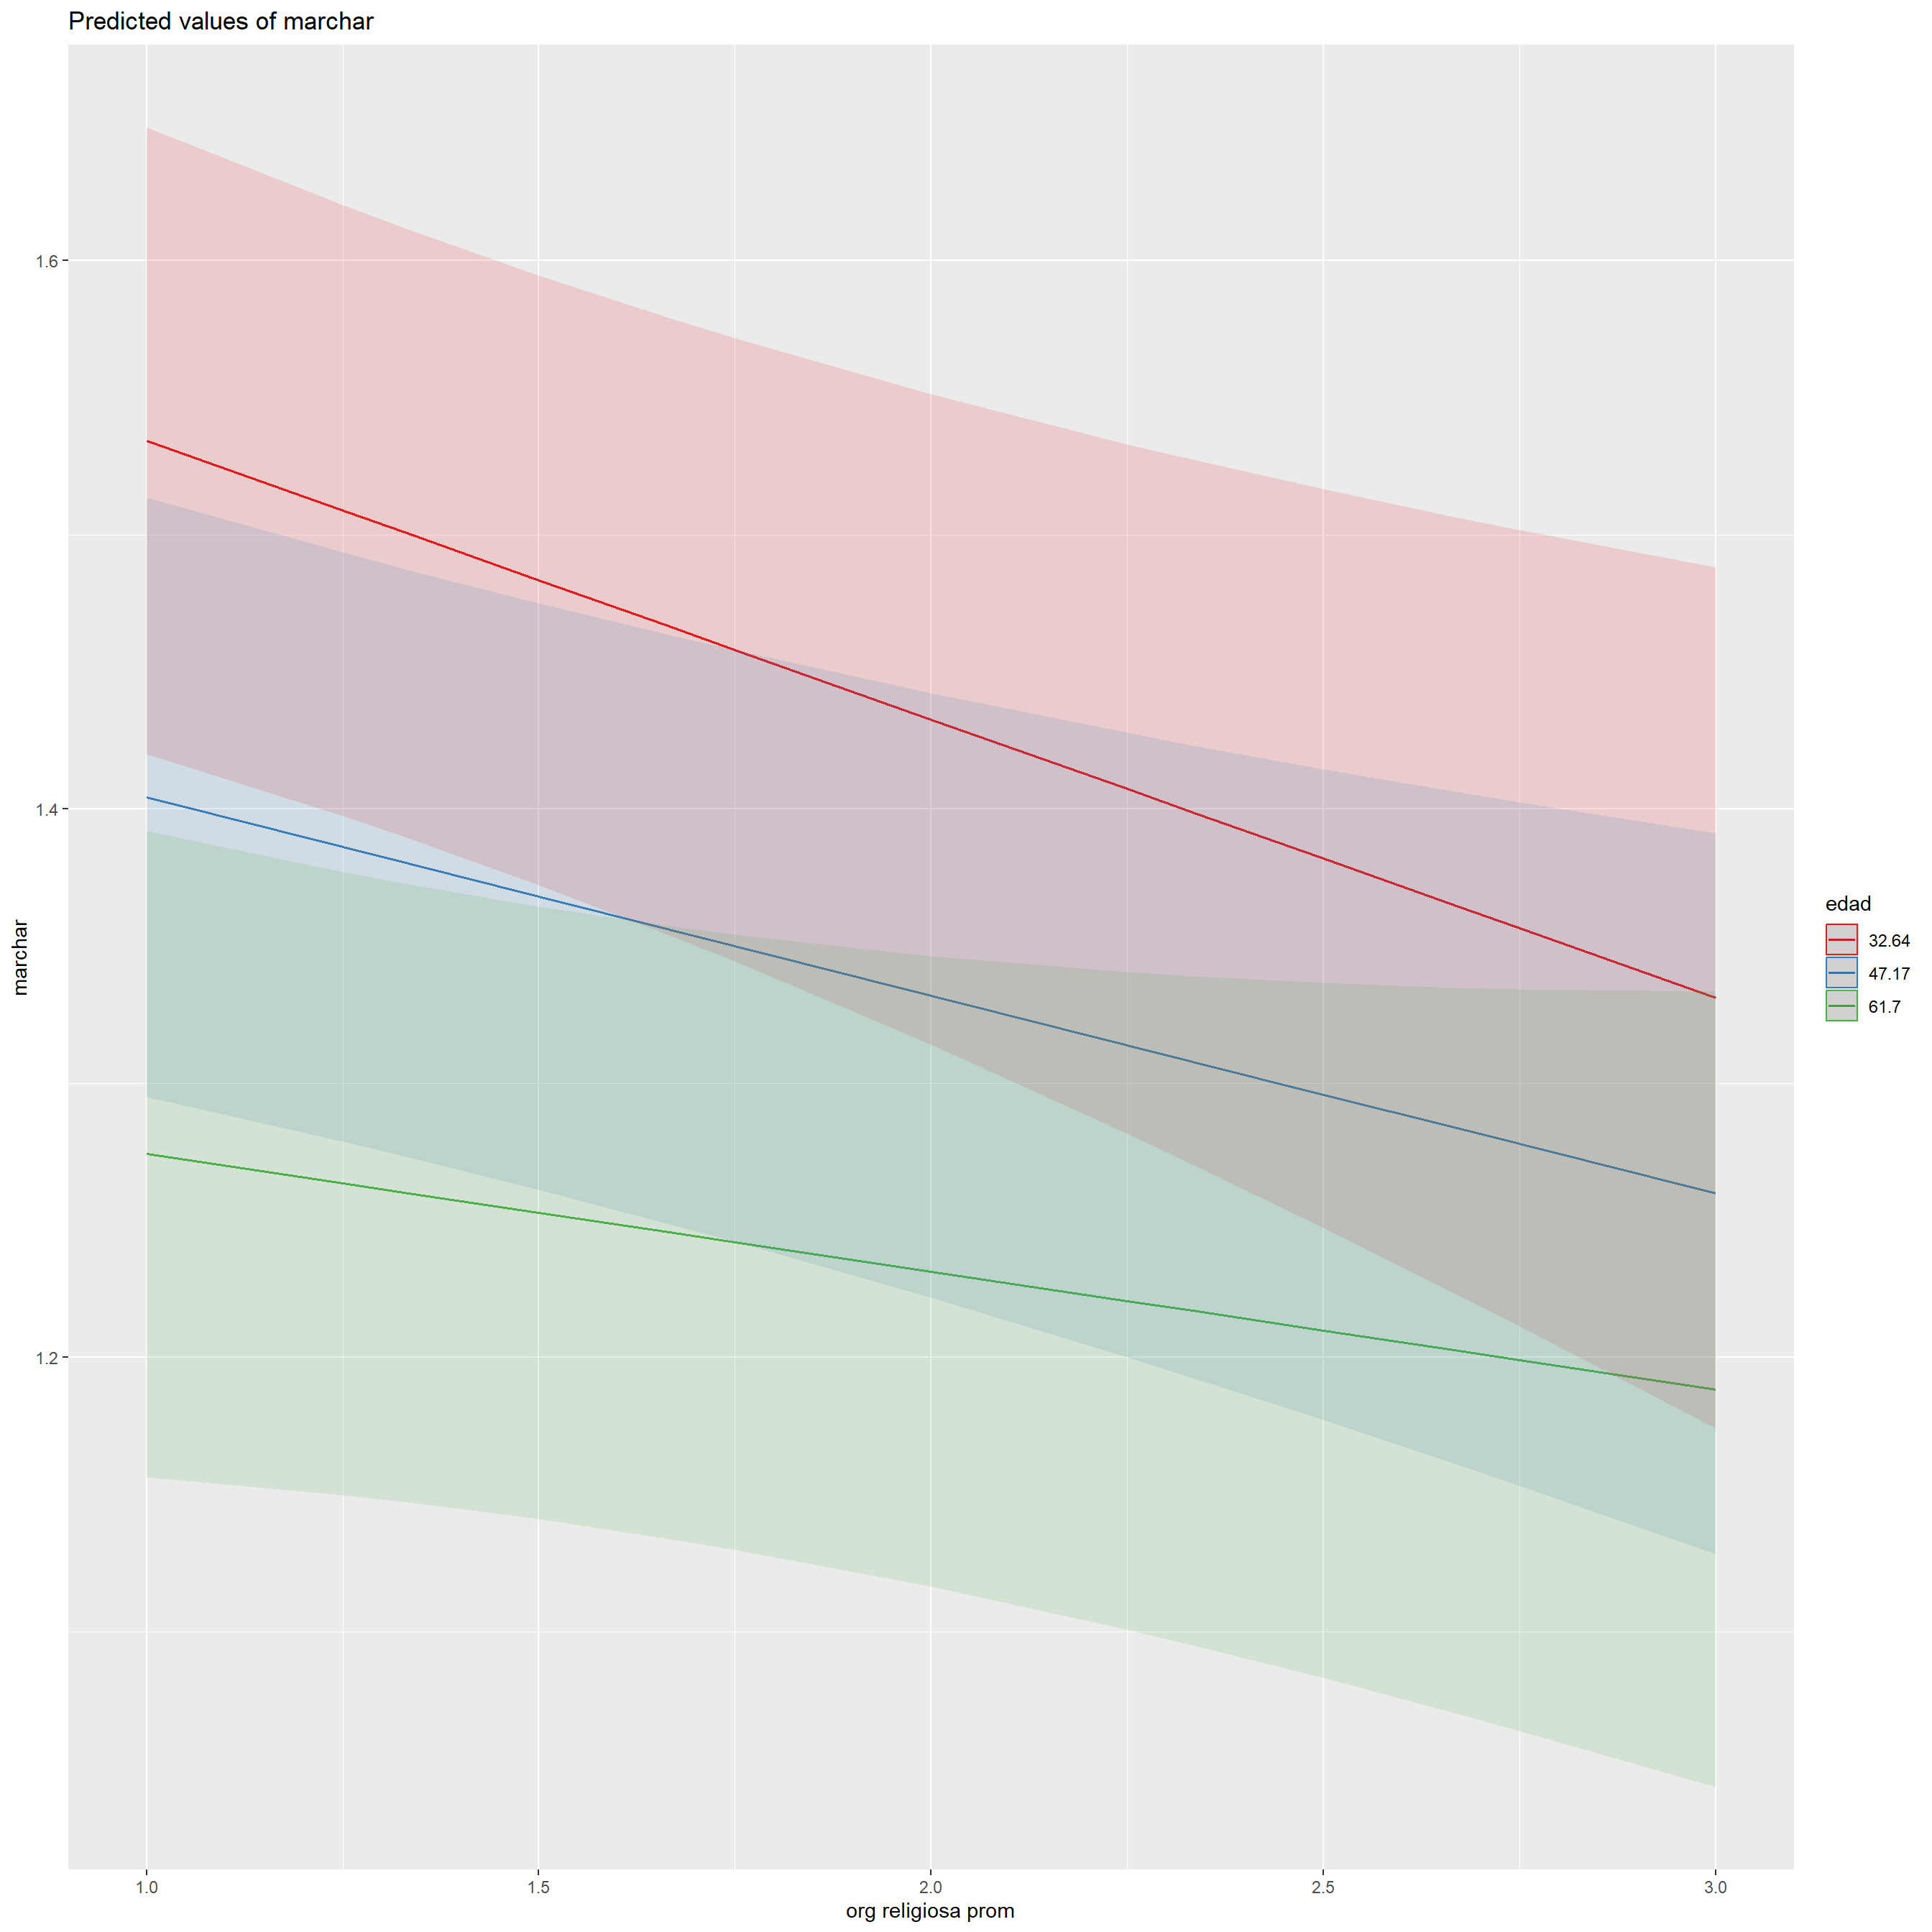 Predicted values of marchar
1.6
1.4
1.2
marchar
1.0
1.5
2.0
2.5
3.0
org religiosa prom
edad
32.64
47.17
61.7